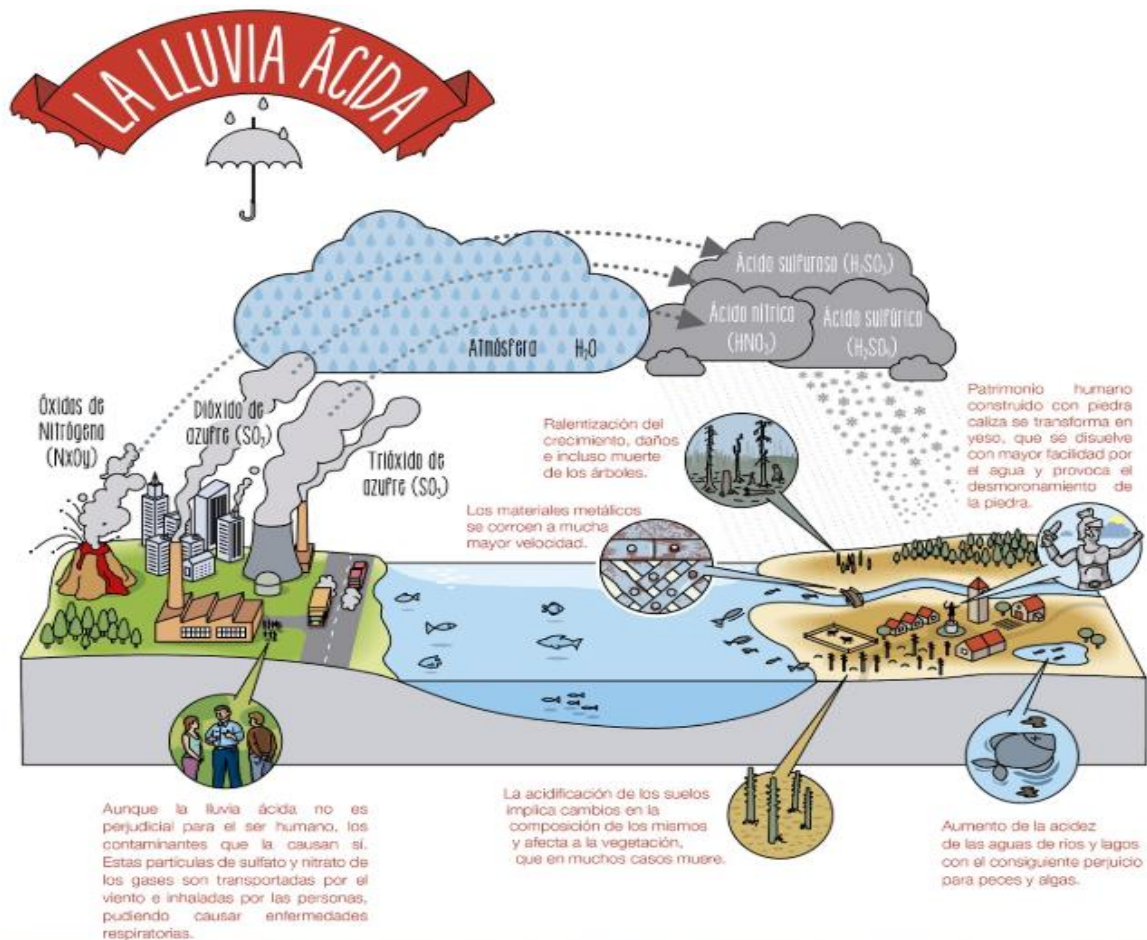 LA LLUVIA ÁCIDA
Ácido sulfuroso (H₂SO₃)
Ácido nítrico
(HNO₃)
Ácido sulfúrico
(H₂SO₄)
Atmósfera H₂O
Óxidos de
Nitrógeno
(NxOy)
Dióxido de
azufre (SO₂)
Trióxido de
azufre (SO₃)
Ralentización del
crecimiento, daños
e incluso muerte
de los árboles.
Patrimonio humano
construido con piedra
caliza se transforma en
yeso, que se disuelve
con mayor facilidad por
el agua y provoca el
desmoronamiento de
la piedra.
Los materiales metálicos
se corroen a mucha
mayor velocidad.
Aunque la lluvia ácida no es
perjudicial para el ser humano, los
contaminantes que la causan sí.
Estas partículas de sulfato y nitrato de
los gases son transportadas por el
viento e inhaladas por las personas,
pudiendo causar enfermedades
respiratorias.
La acidificación de los suelos
implica cambios en la
composición de los mismos
y afecta a la vegetación,
que en muchos casos muere.
Aumento de la acidez
de las aguas de ríos y lagos
con el consiguiente perjuicio
para peces y algas.